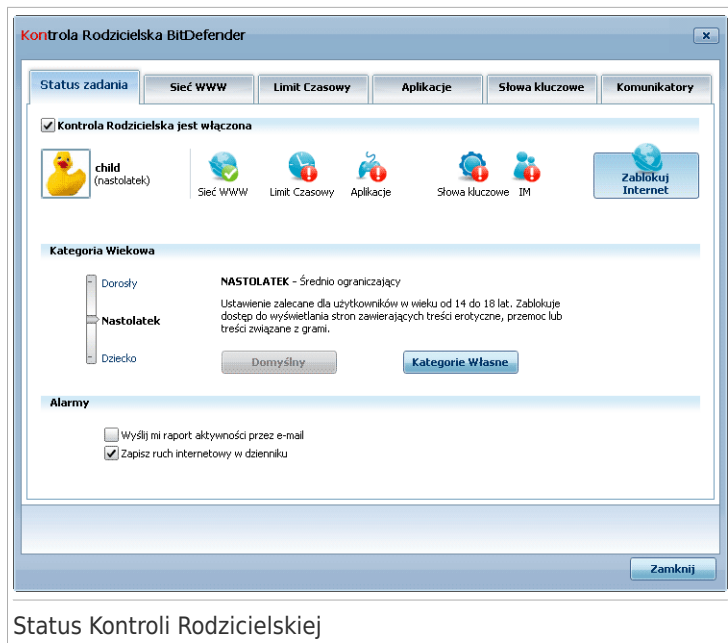 Kontrola Rodzicielska BitDefender
Status zadania
Sieć WWW
Limit Czasowy
Aplikacje
Słowa kluczowe
Komunikatory
Kontrola Rodzicielska jest włączona
child
(nastolatek)
Sieć WWW
Limit Czasowy
Aplikacje
Słowa kluczowe
IM
Zablokuj
Internet
Kategoria Wiekowa
Dorosły
Nastolatek
Dziecko
NASTOLATEK - Średnio ograniczający
Ustawienie zalecane dla użytkowników w wieku od 14 do 18 lat. Zablokuje
dostęp do wyświetlania stron zawierających treści erotyczne, przemoc lub
treści związane z grami.
Domyślny
Kategorie Własne
Alarmy
Wyślij mi raport aktywności przez e-mail
Zapisz ruch internetowy w dzienniku
Zamknij
Status Kontroli Rodzicielskiej